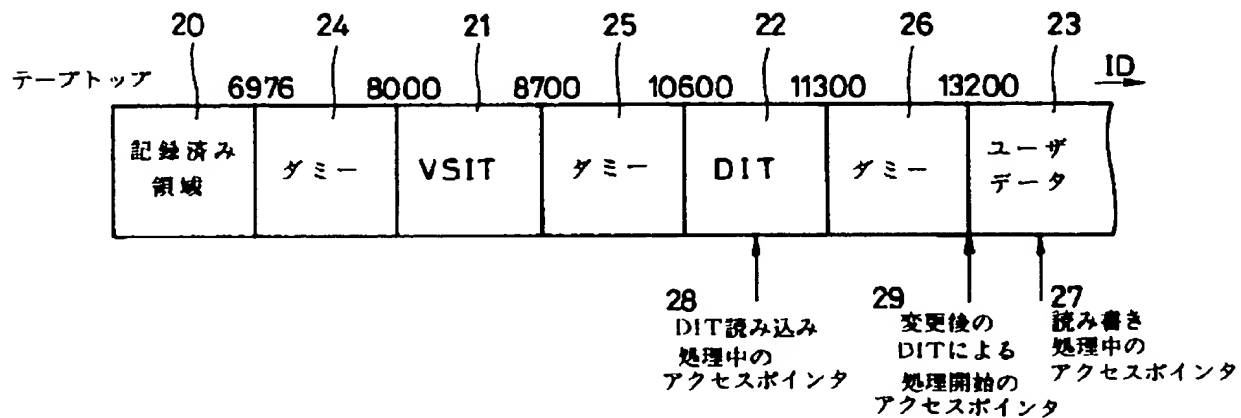 20 24 21 25 22 26 23
テープトップ 6976 8000 8700 10600 11300 13200 ID
記録済み
領域
ダミー VSIT ダミー DIT ダミー
ユーザ
データ
28
DIT読み込み
処理中の
アクセスポインタ
29
変更後の
DITによる
処理開始の
アクセスポインタ
27
読み書き
処理中の
アクセスポインタ